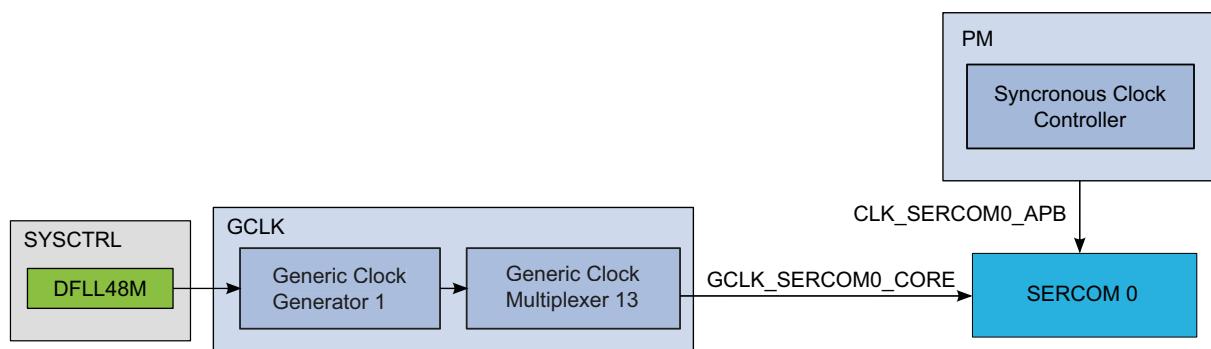 PM
Syncronous Clock
Controller
CLK_SERCOM0_APB
SYSCTRL
DFLL48M
GCLK
Generic Clock
Generator 1
Generic Clock
Multiplexer 13
GCLK_SERCOM0_CORE
SERCOM 0